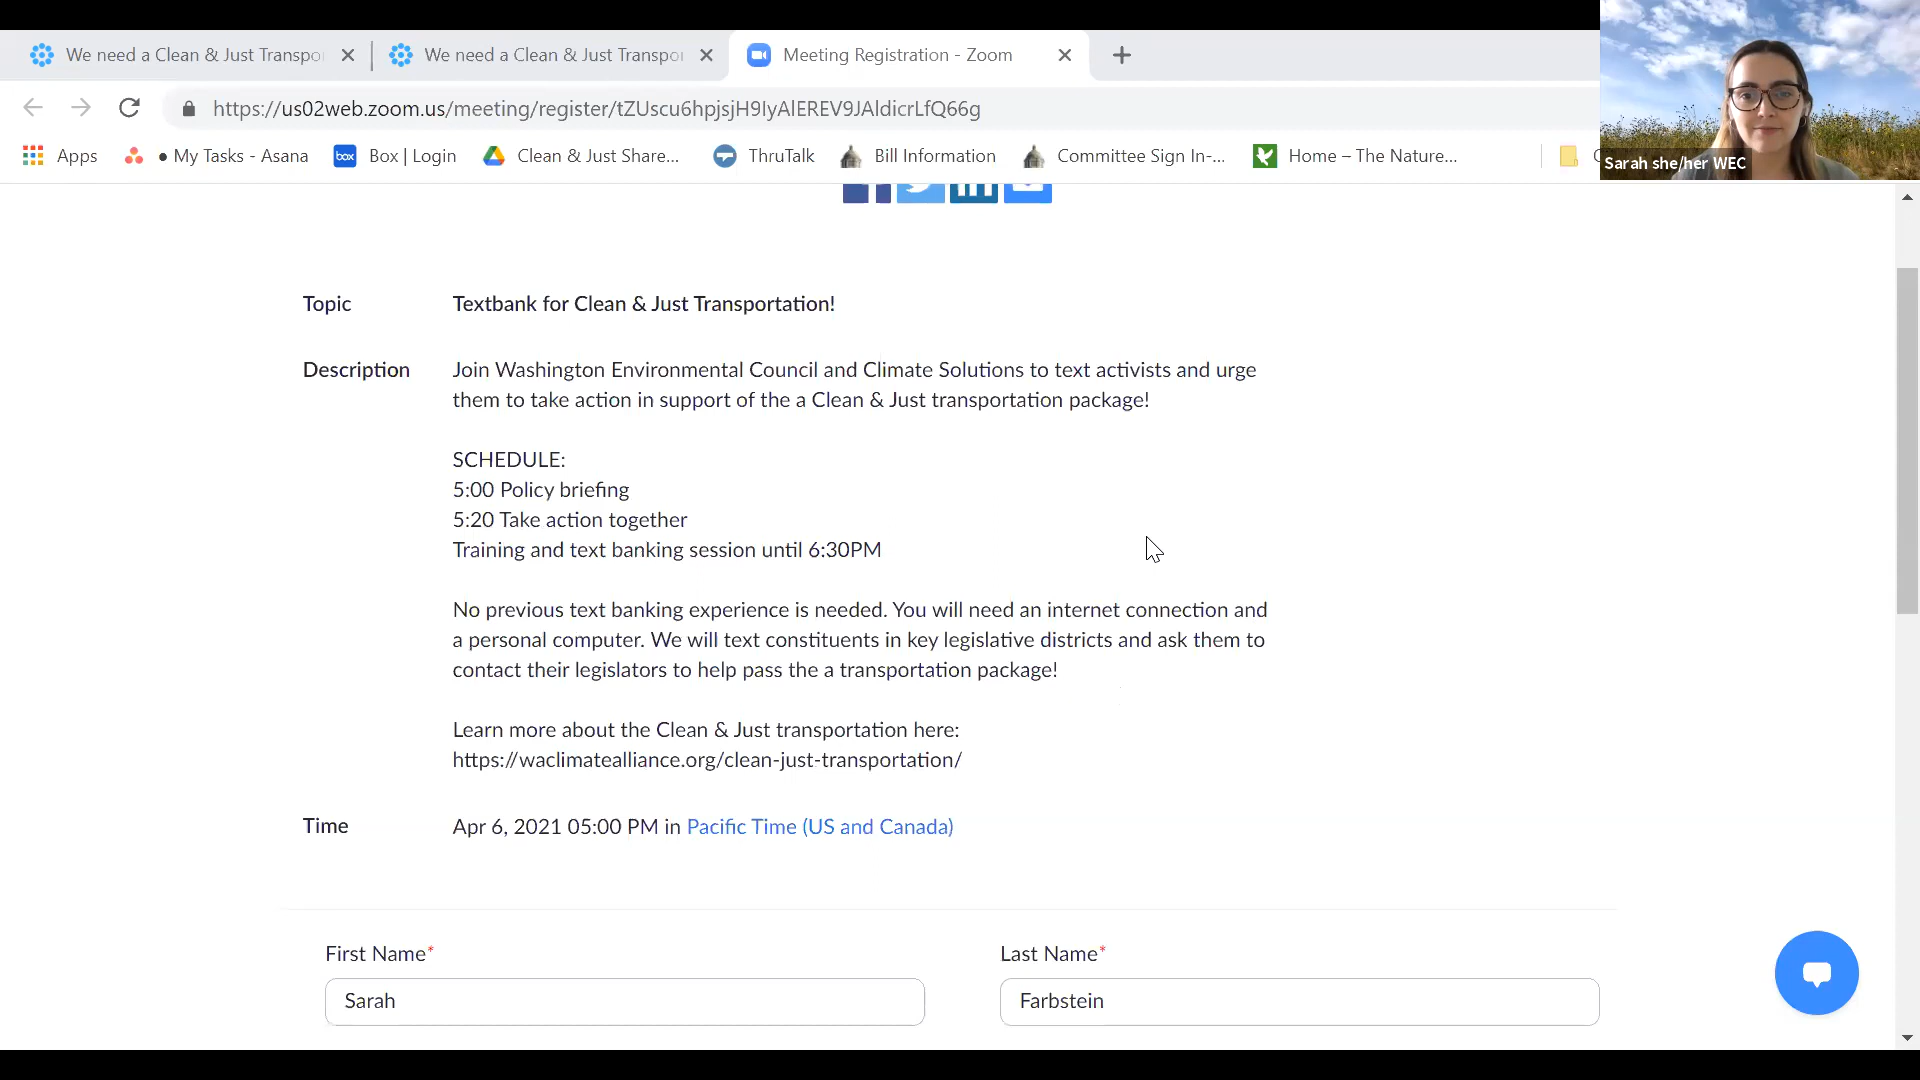 We need a Clean & Just Transpo
We need a Clean & Just Transpor
Meeting Registration - Zoom
https://us02web.zoom.us/meeting/register/tZUscu6hpjsjH9IyAlEREV9JAldicrLfQ66g
Apps
● My Tasks - Asana
box
Box | Login
Clean & Just Share...
ThruTalk
Bill Information
Committee Sign In-...
Home – The Nature...
Sarah she/her WEC
Topic
Textbank for Clean & Just Transportation!
Description
Join Washington Environmental Council and Climate Solutions to text activists and urge
them to take action in support of the a Clean & Just transportation package!
SCHEDULE:
5:00 Policy briefing
5:20 Take action together
Training and text banking session until 6:30PM
No previous text banking experience is needed. You will need an internet connection and
a personal computer. We will text constituents in key legislative districts and ask them to
contact their legislators to help pass the a transportation package!
Learn more about the Clean & Just transportation here:
https://waclimatealliance.org/clean-just-transportation/
Time
Apr 6, 2021 05:00 PM in Pacific Time (US and Canada)
First Name*
Last Name*
Sarah
Farbstein